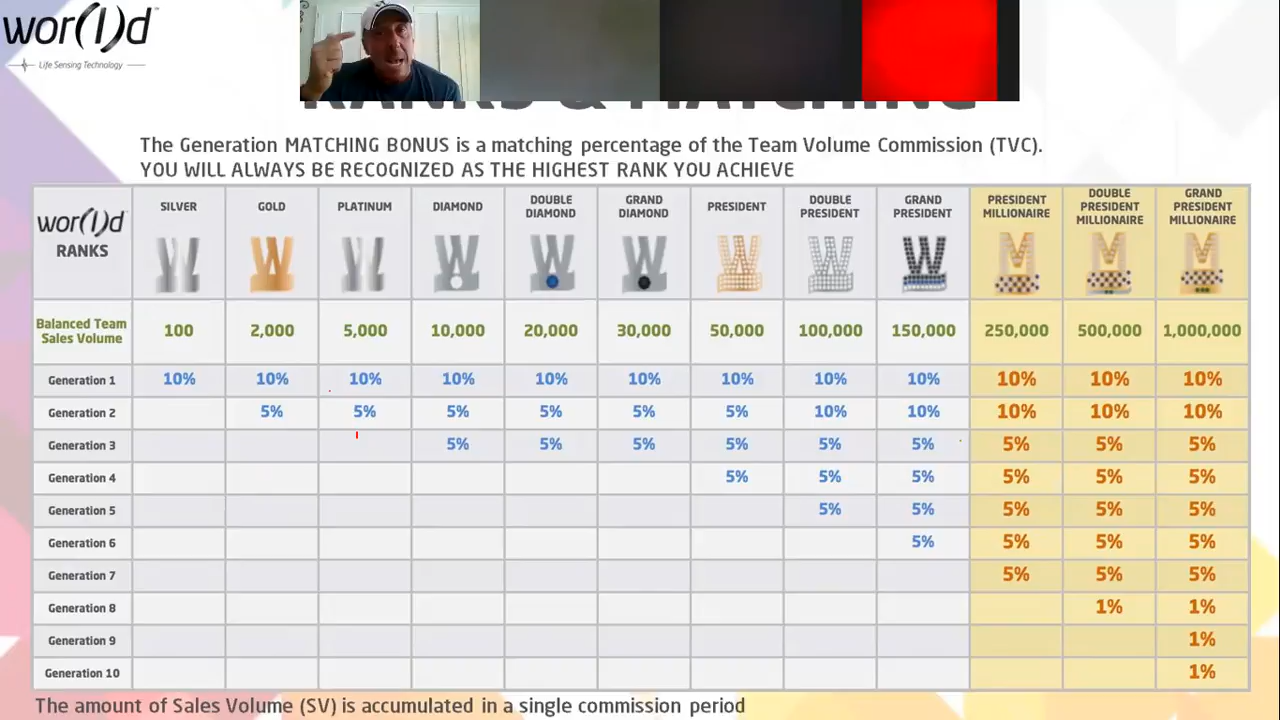 wor(l)d™
Life Sensing Technology™
RANKS & MATCHING
The Generation MATCHING BONUS is a matching percentage of the Team Volume Commission (TVC).
YOU WILL ALWAYS BE RECOGNIZED AS THE HIGHEST RANK YOU ACHIEVE
wor(l)d RANKS SILVER GOLD PLATINUM DIAMOND DOUBLE DIAMOND GRAND DIAMOND PRESIDENT DOUBLE PRESIDENT GRAND PRESIDENT PRESIDENT MILLIONAIRE DOUBLE PRESIDENT MILLIONAIRE GRAND PRESIDENT MILLIONAIRE
Balanced Team Sales Volume 100 2,000 5,000 10,000 20,000 30,000 50,000 100,000 150,000 250,000 500,000 1,000,000
Generation 1 10% 10% 10% 10% 10% 10% 10% 10% 10% 10% 10% 10%
Generation 2 5% 5% 5% 5% 5% 5% 10% 10% 10% 10% 10%
Generation 3 5% 5% 5% 5% 5% 5% 5% 5% 5%
Generation 4 5% 5% 5% 5% 5% 5%
Generation 5 5% 5% 5% 5% 5%
Generation 6 5% 5% 5% 5%
Generation 7 5% 5% 5%
Generation 8 1% 1%
Generation 9 1%
Generation 10 1%
The amount of Sales Volume (SV) is accumulated in a single commission period